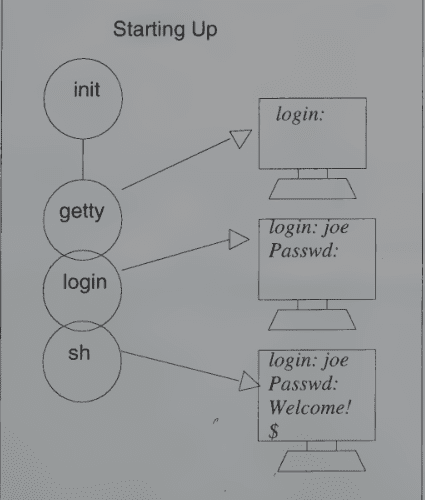 Starting Up
init
getty
login
sh
login:
login: joe
Passwd:
login: joe
Passwd:
Welcome!
$